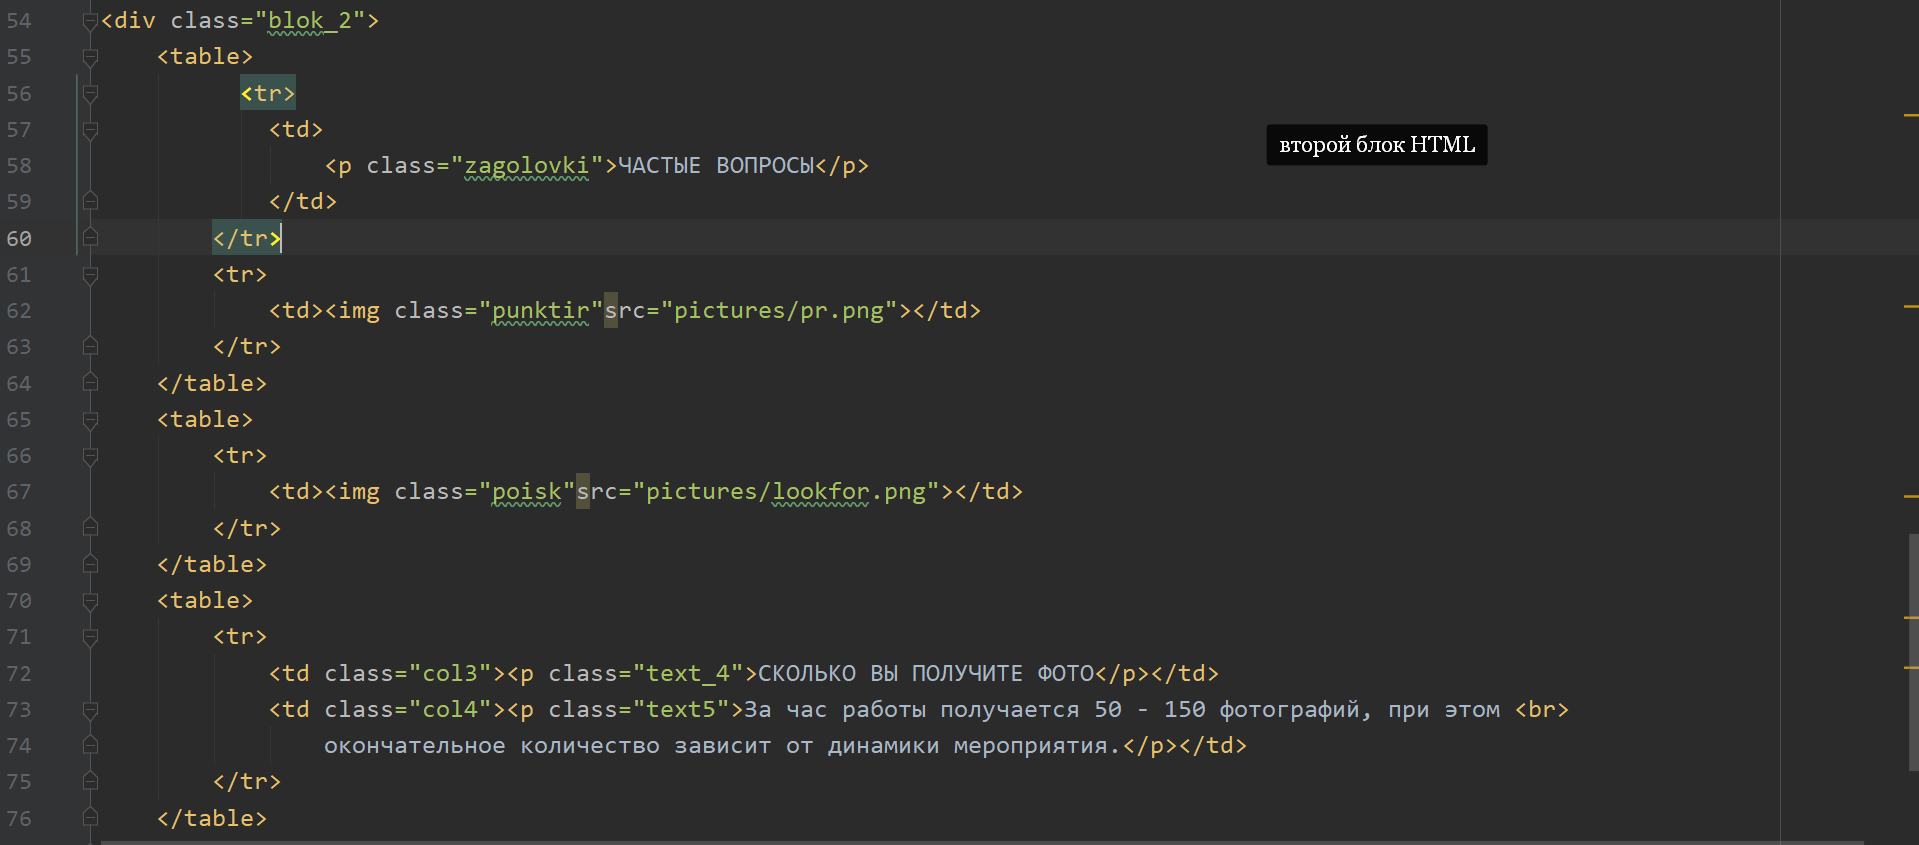 54 <div class="blok_2">
55 <table>
56 <tr>
57 <td>
второй блок HTML
58 <p class="zagolovki">ЧАСТЫЕ ВОПРОСЫ</p>
59 </td>
60 </tr>
61 <tr>
62 <td><img class="punktir"src="pictures/pr.png"></td>
63 </tr>
64 </table>
65 <table>
66 <tr>
67 <td><img class="poisk"src="pictures/lookfor.png"></td>
68 </tr>
69 </table>
70 <table>
71 <tr>
72 <td class="col3"><p class="text_4">СКОЛЬКО ВЫ ПОЛУЧИТЕ ФОТО</p></td>
73 <td class="col4"><p class="text5">За час работы получается 50 - 150 фотографий, при этом <br>
74 окончательное количество зависит от динамики мероприятия.</p></td>
75 </tr>
76 </table>